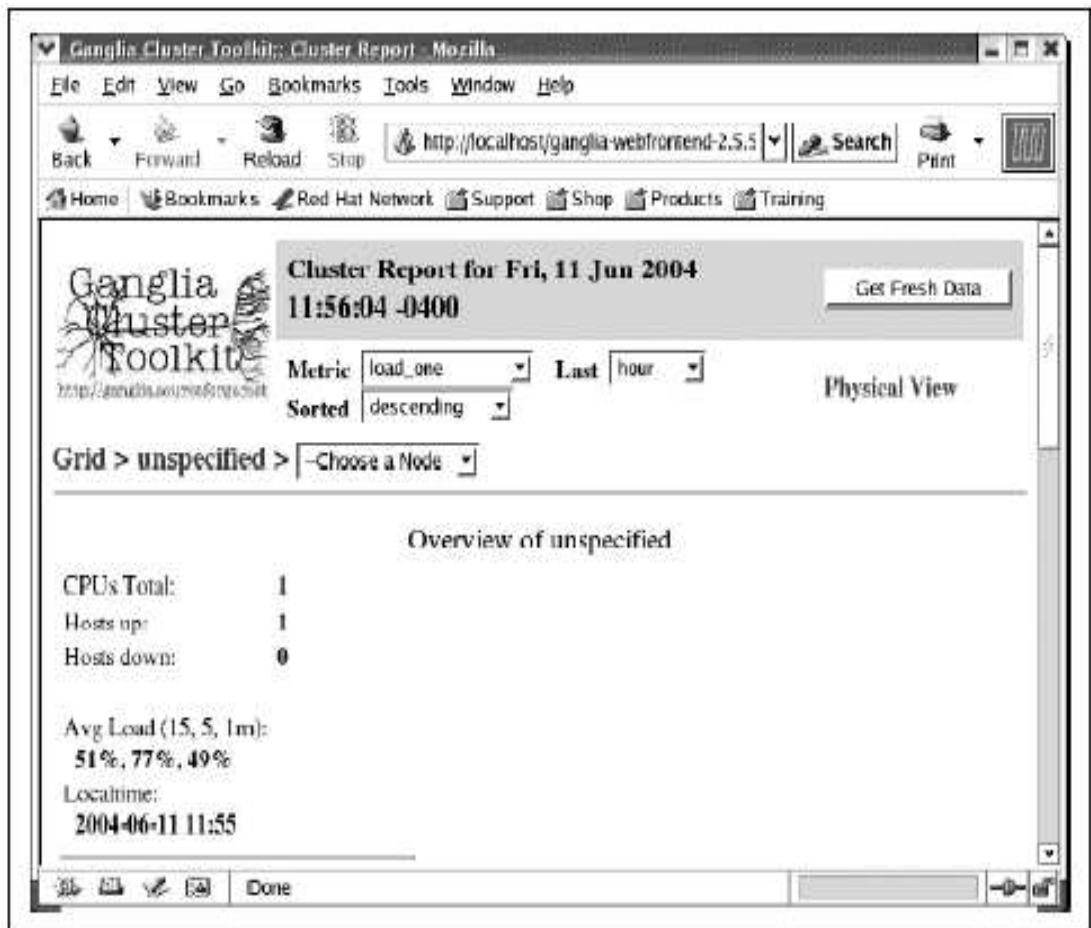 Ganglia Cluster Toolkit:: Cluster Report - Mozilla
File Edit View Go Bookmarks Tools Window Help
Back Forward Reload Stop http://localhost/ganglia-webfrontend-2.5.5 Search Print
Home Bookmarks Red Hat Network Support Shop Products Training
Ganglia
Cluster
Toolkit
Cluster Report for Fri, 11 Jun 2004
11:56:04 -0400
Get Fresh Data
Metric load_one Last hour
Sorted descending
Physical View
Grid > unspecified > --Choose a Node
Overview of unspecified
CPUs Total: 1
Hosts up: 1
Hosts down: 0
Avg Load (15, 5, 1m):
51%, 77%, 49%
Localtime:
2004-06-11 11:55
Done